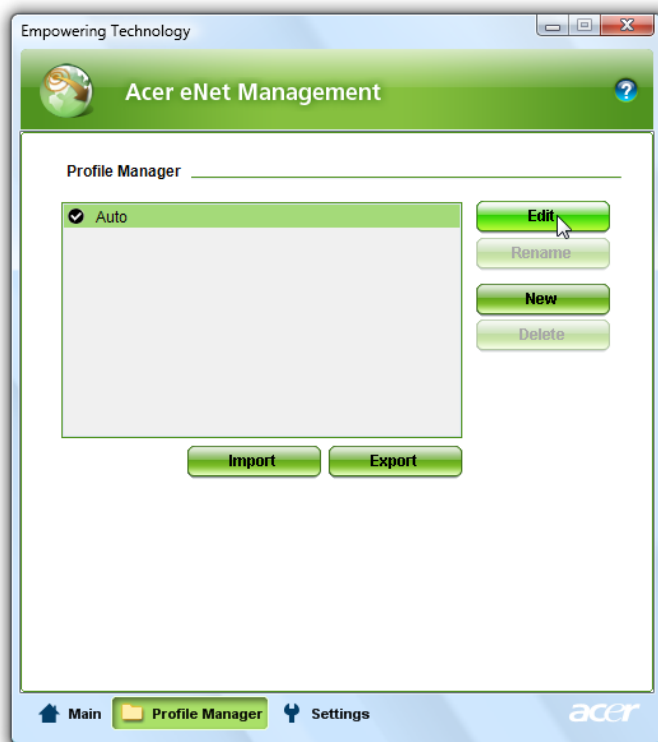 Empowering Technology
Acer eNet Management
?
Profile Manager
Auto
Edit
Rename
New
Delete
Import Export
Main Profile Manager Settings acer